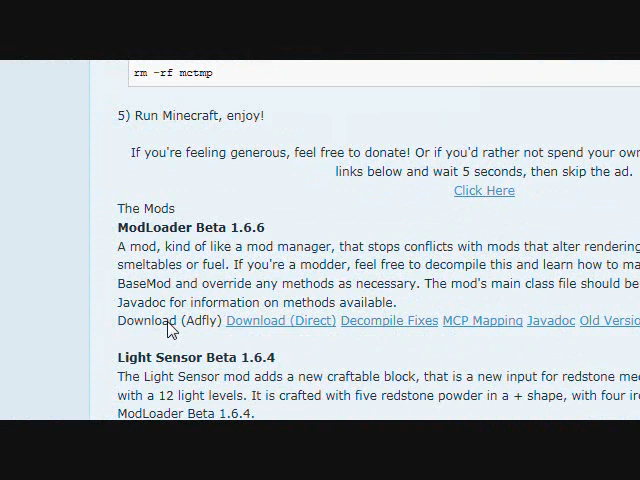 rm -rf mctmp
5) Run Minecraft, enjoy!
If you're feeling generous, feel free to donate! Or if you'd rather not spend your own
links below and wait 5 seconds, then skip the ad.
Click Here
The Mods
ModLoader Beta 1.6.6
A mod, kind of like a mod manager, that stops conflicts with mods that alter rendering
smeltables or fuel. If you're a modder, feel free to decompile this and learn how to
BaseMod and override any methods as necessary. The mod's main class file should be
Javadoc for information on methods available.
Download (Adfly) Download (Direct) Decompile Fixes MCP Mapping Javadoc Old
Light Sensor Beta 1.6.4
The Light Sensor mod adds a new craftable block, that is a new input for redstone
with a 12 light levels. It is crafted with five redstone powder in a + shape, with four
ModLoader Beta 1.6.4.